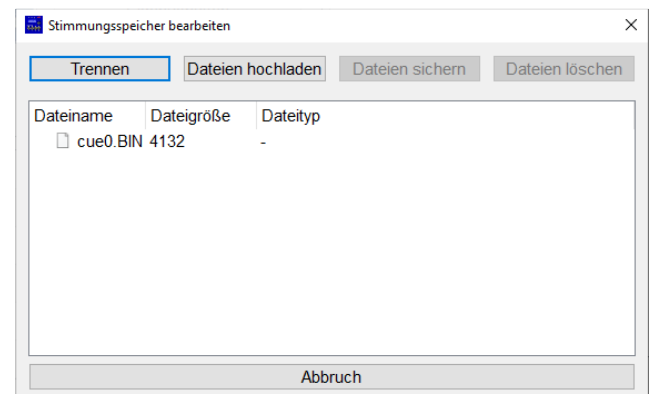 Stimmungsspeicher bearbeiten
Trennen Dateien hochladen Dateien sichern Dateien löschen
Dateiname Dateigröße Dateityp
cue0.BIN 4132 -
Abbruch